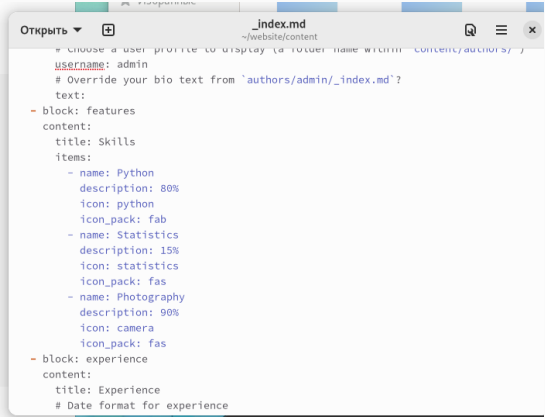 Избранные
Открыть
_index.md
~/website/content
# Choose a user profile to display (a folder name within `content/authors/`)
username: admin
# Override your bio text from `authors/admin/_index.md`?
text:
- block: features
content:
title: Skills
items:
- name: Python
description: 80%
icon: python
icon_pack: fab
- name: Statistics
description: 15%
icon: statistics
icon_pack: fas
- name: Photography
description: 90%
icon: camera
icon_pack: fas
- block: experience
content:
title: Experience
# Date format for experience